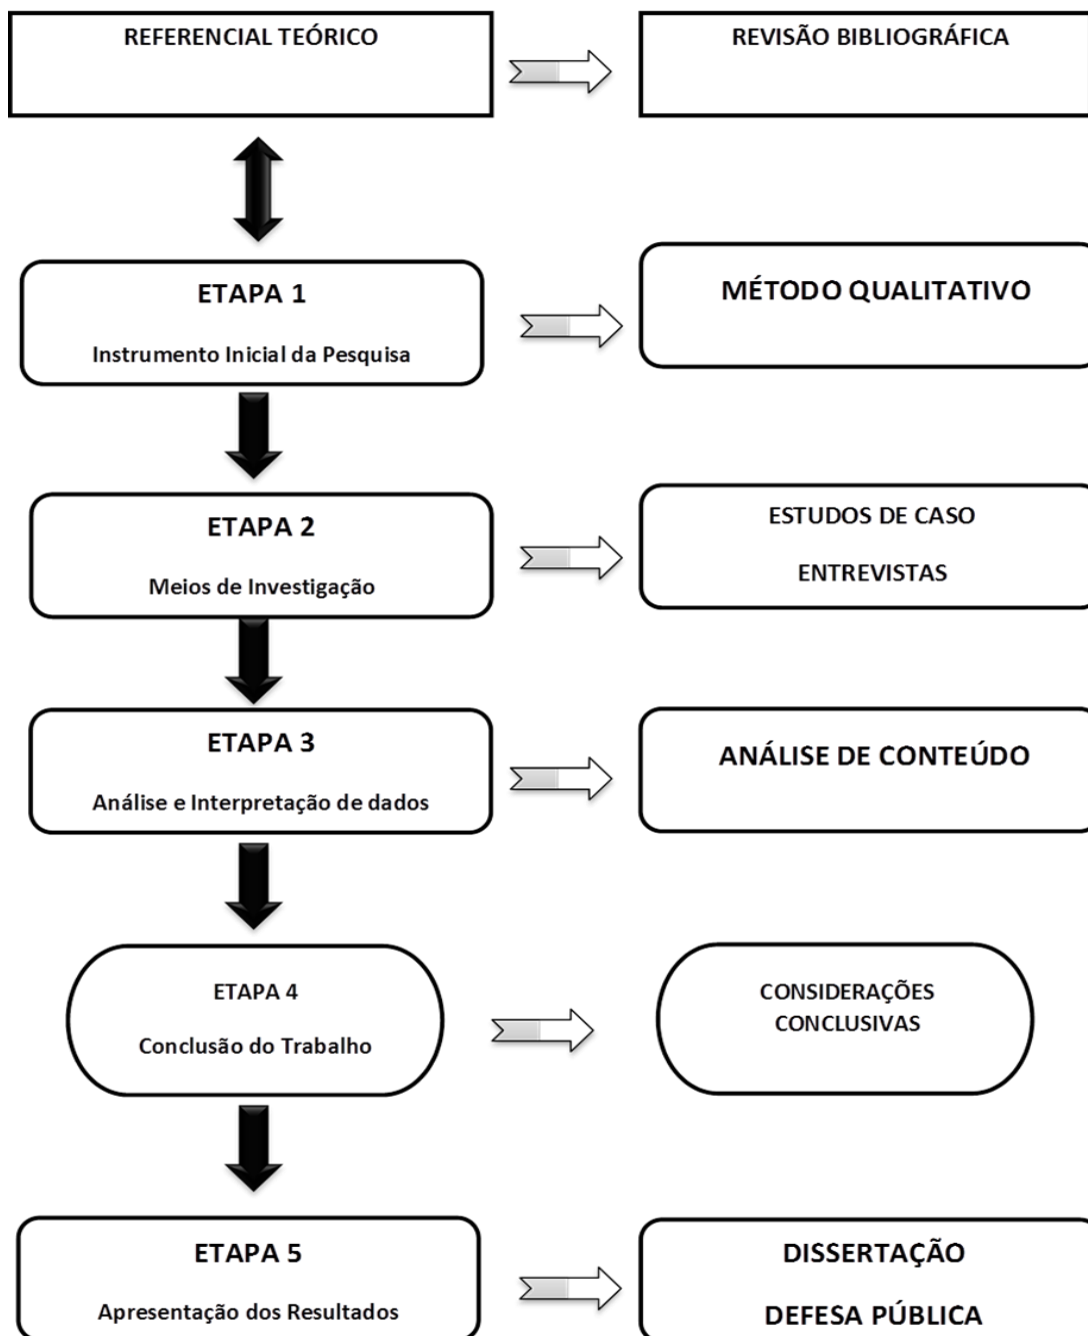 REFERENCIAL TEÓRICO
REVISÃO BIBLIOGRÁFICA
ETAPA 1
Instrumento Inicial da Pesquisa
MÉTODO QUALITATIVO
ETAPA 2
Meios de Investigação
ESTUDOS DE CASO
ENTREVISTAS
ETAPA 3
Análise e Interpretação de dados
ANÁLISE DE CONTEÚDO
ETAPA 4
Conclusão do Trabalho
CONSIDERAÇÕES
CONCLUSIVAS
ETAPA 5
Apresentação dos Resultados
DISSERTAÇÃO
DEFESA PÚBLICA